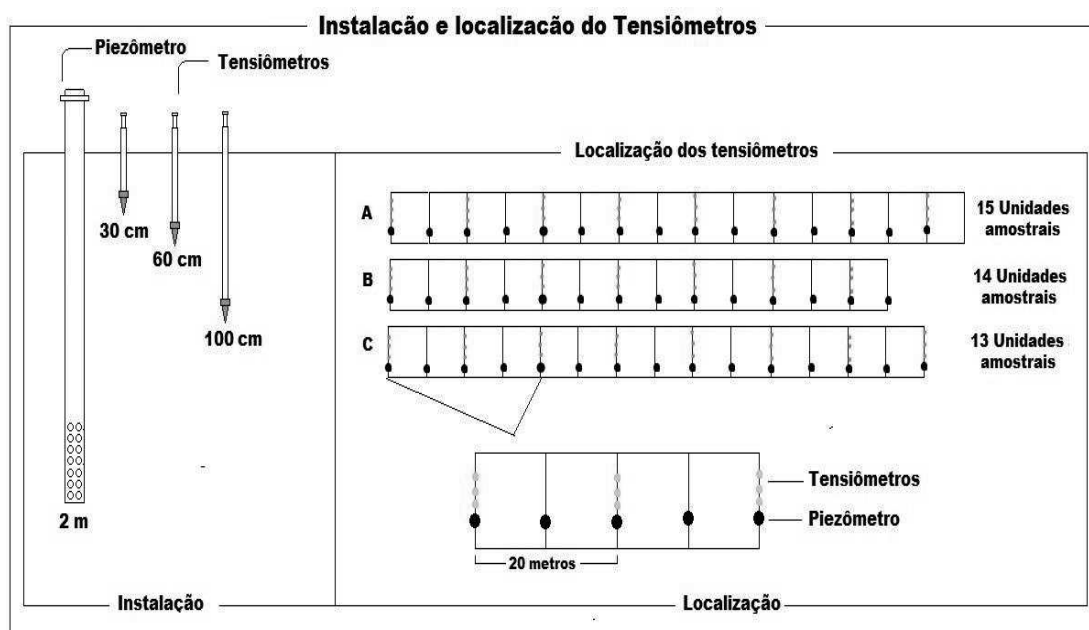 Instalacão e localizacão do Tensiômetros
Piezômetro
Tensiômetros
30 cm
60 cm
100 cm
2 m
Instalação
Localização dos tensiômetros
A
15 Unidades
amostrais
B
14 Unidades
amostrais
C
13 Unidades
amostrais
Tensiômetros
Piezômetro
20 metros
Localização